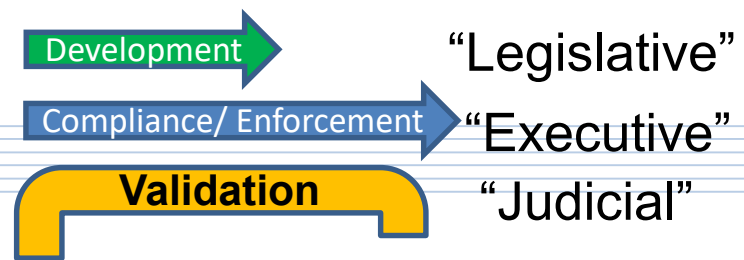 Development “Legislative”
Compliance/ Enforcement “Executive”
Validation “Judicial”